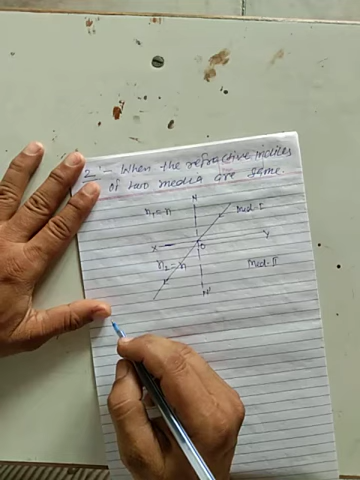 2:- When the refractive indices
of two media are same.
N
n₁=n
Med-I
X
O
Y
n₂=n
Med-II
N'